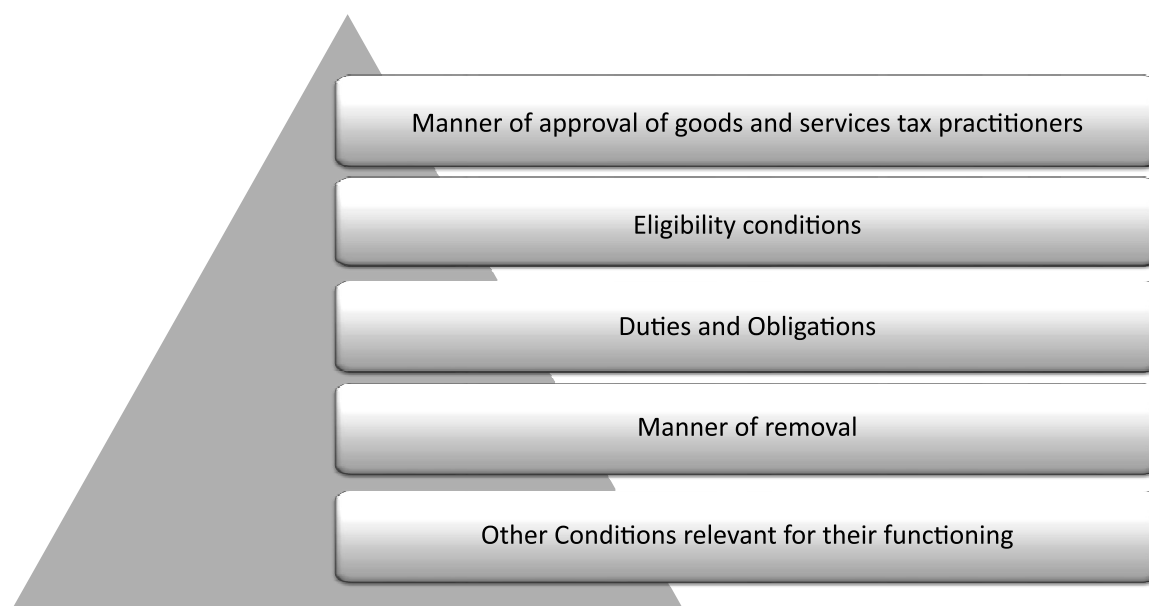 Manner of approval of goods and services tax practitioners
Eligibility conditions
Duties and Obligations
Manner of removal
Other Conditions relevant for their functioning